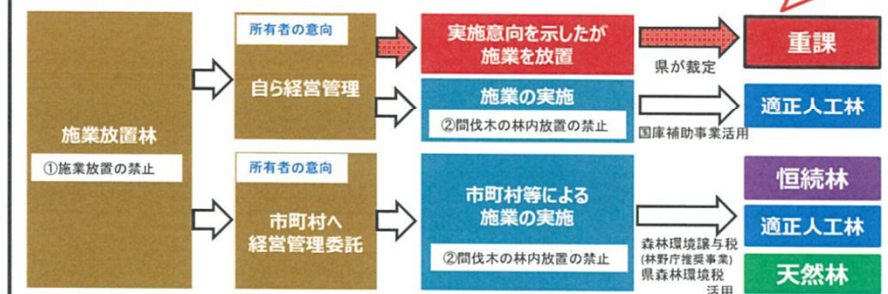 施業放置林
①施業放置の禁止
所有者の意向
自ら経営管理
実施意向を示したが
施業を放置
県が裁定
重課
施業の実施
②間伐木の林内放置の禁止
国庫補助事業活用
適正人工林
所有者の意向
市町村へ
経営管理委託
市町村等による
施業の実施
②間伐木の林内放置の禁止
森林環境譲与税
(林野庁推奨事業)
県森林環境税
活用
恒続林
適正人工林
天然林